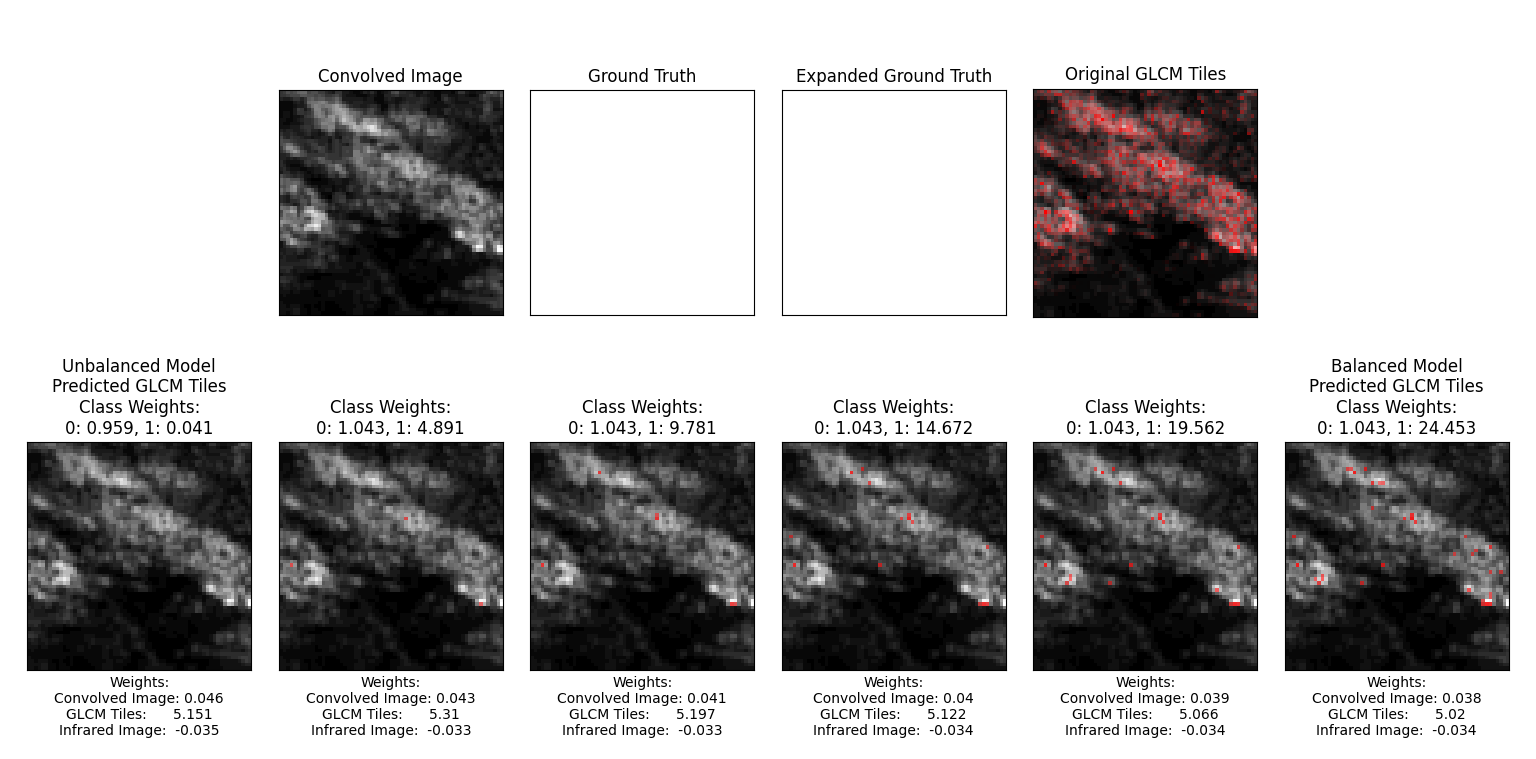 Convolved Image
Ground Truth
Expanded Ground Truth
Original GLCM Tiles
Unbalanced Model
Predicted GLCM Tiles
Class Weights:
0: 0.959, 1: 0.041
Class Weights:
0: 1.043, 1: 4.891
Class Weights:
0: 1.043, 1: 9.781
Class Weights:
0: 1.043, 1: 14.672
Class Weights:
0: 1.043, 1: 19.562
Balanced Model
Predicted GLCM Tiles
Class Weights:
0: 1.043, 1: 24.453
Weights:
Convolved Image: 0.046
GLCM Tiles: 5.151
Infrared Image: -0.035
Weights:
Convolved Image: 0.043
GLCM Tiles: 5.31
Infrared Image: -0.033
Weights:
Convolved Image: 0.041
GLCM Tiles: 5.197
Infrared Image: -0.033
Weights:
Convolved Image: 0.04
GLCM Tiles: 5.122
Infrared Image: -0.034
Weights:
Convolved Image: 0.039
GLCM Tiles: 5.066
Infrared Image: -0.034
Weights:
Convolved Image: 0.038
GLCM Tiles: 5.02
Infrared Image: -0.034